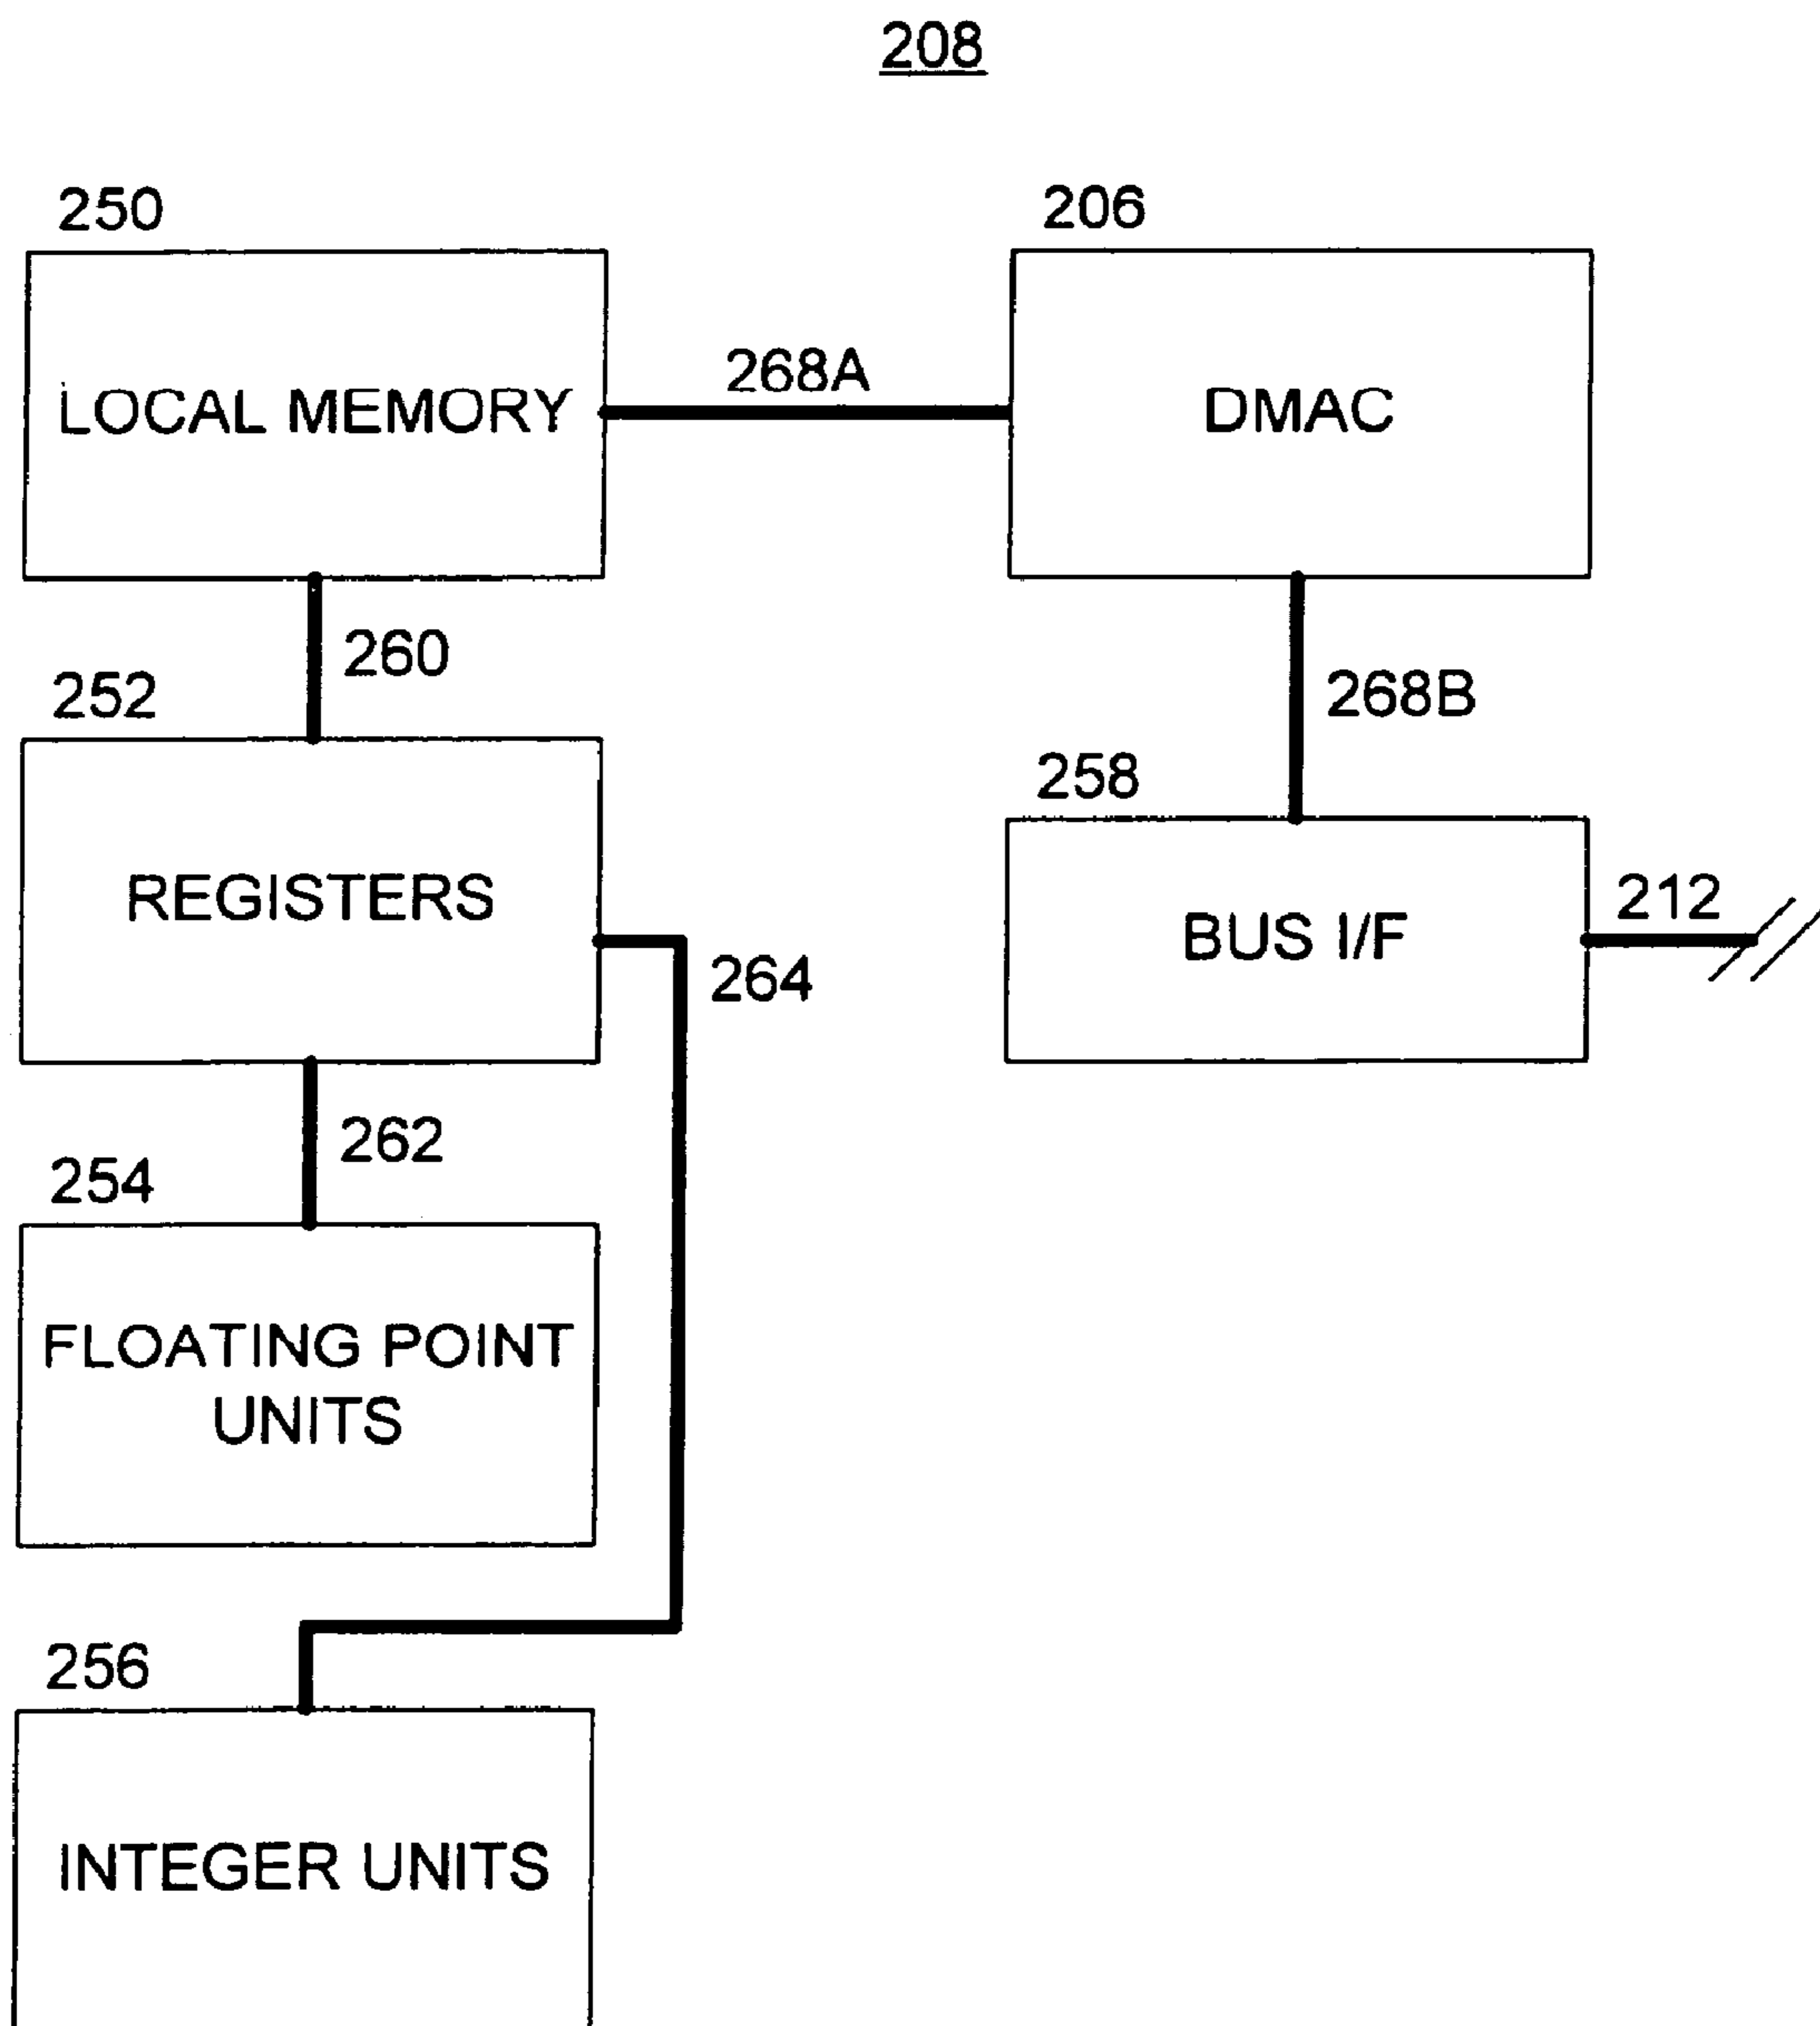 208
250
LOCAL MEMORY
268A
206
DMAC
260
268B
252
REGISTERS
264
258
BUS I/F
212
262
254
FLOATING POINT
UNITS
256
INTEGER UNITS